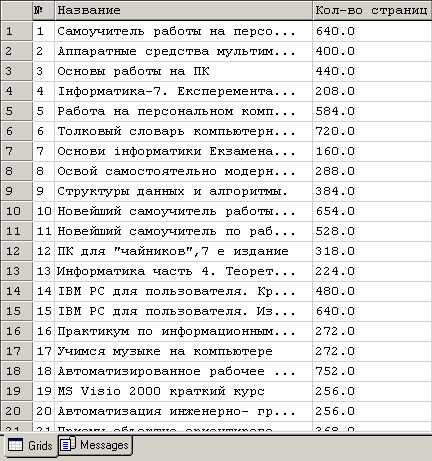 № Название Кол-во страниц
1 1 Самоучитель работы на персо... 640.0
2 2 Аппаратные средства мультим... 400.0
3 3 Основы работы на ПК 440.0
4 4 Інформатика-7. Експеремента... 208.0
5 5 Работа на персональном комп... 584.0
6 6 Толковый словарь компьютерн... 720.0
7 7 Основи інформатики Екзамена... 160.0
8 8 Освой самостоятельно модерн... 288.0
9 9 Структуры данных и алгоритмы. 384.0
10 10 Новейший самоучитель работы... 654.0
11 11 Новейший самоучитель по раб... 528.0
12 12 ПК для "чайников",7 е издание 318.0
13 13 Информатика часть 4. Теорет... 224.0
14 14 IBM PC для пользователя. Кр... 480.0
15 15 IBM PC для пользователя. Из... 640.0
16 16 Практикум по информационным... 272.0
17 17 Учимся музыке на компьютере 272.0
18 18 Автоматизированное рабочее ... 752.0
19 19 MS Visio 2000 краткий курс 256.0
20 20 Автоматизация инженерно- гр... 256.0
21 21 368.0
Grids Messages